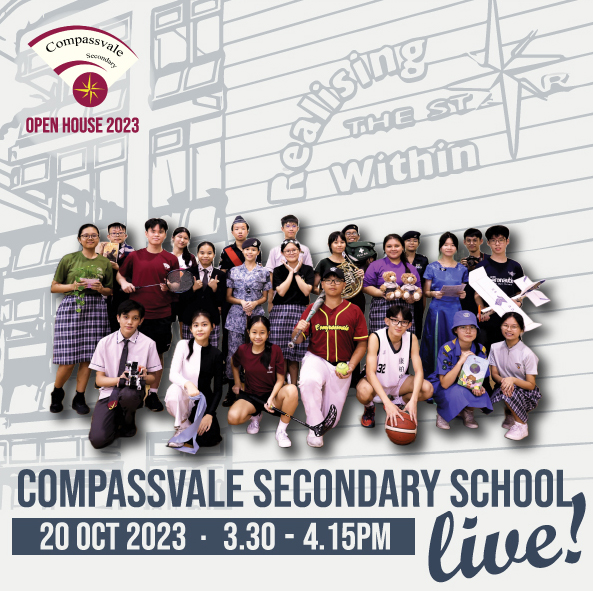 Compassvale
Secondary
OPEN HOUSE 2023
Realising
THE STAR
Within
Compassvale
32
COMPASSVALE SECONDARY SCHOOL
live!
20 OCT 2023 · 3.30 - 4.15PM